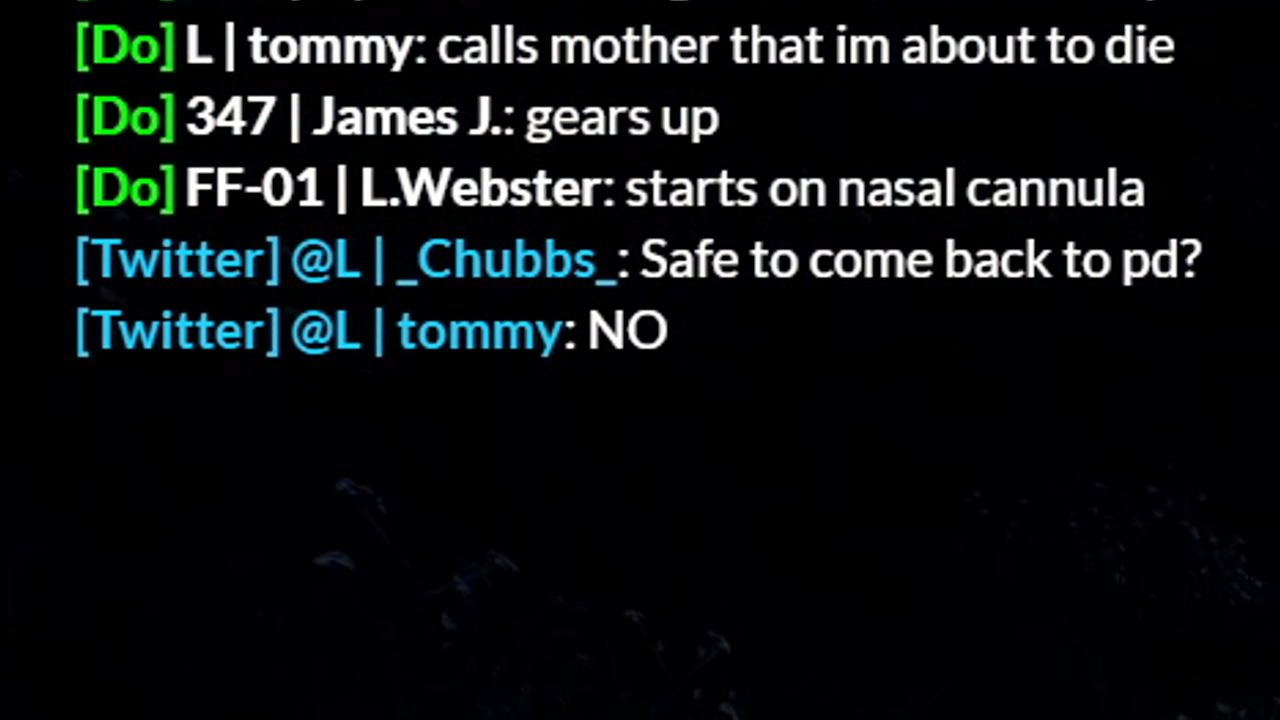 [Do] L | tommy: calls mother that im about to die
[Do] 347 | James J.: gears up
[Do] FF-01 | L.Webster: starts on nasal cannula
[Twitter] @L | _Chubbs_: Safe to come back to pd?
[Twitter] @L | tommy: NO